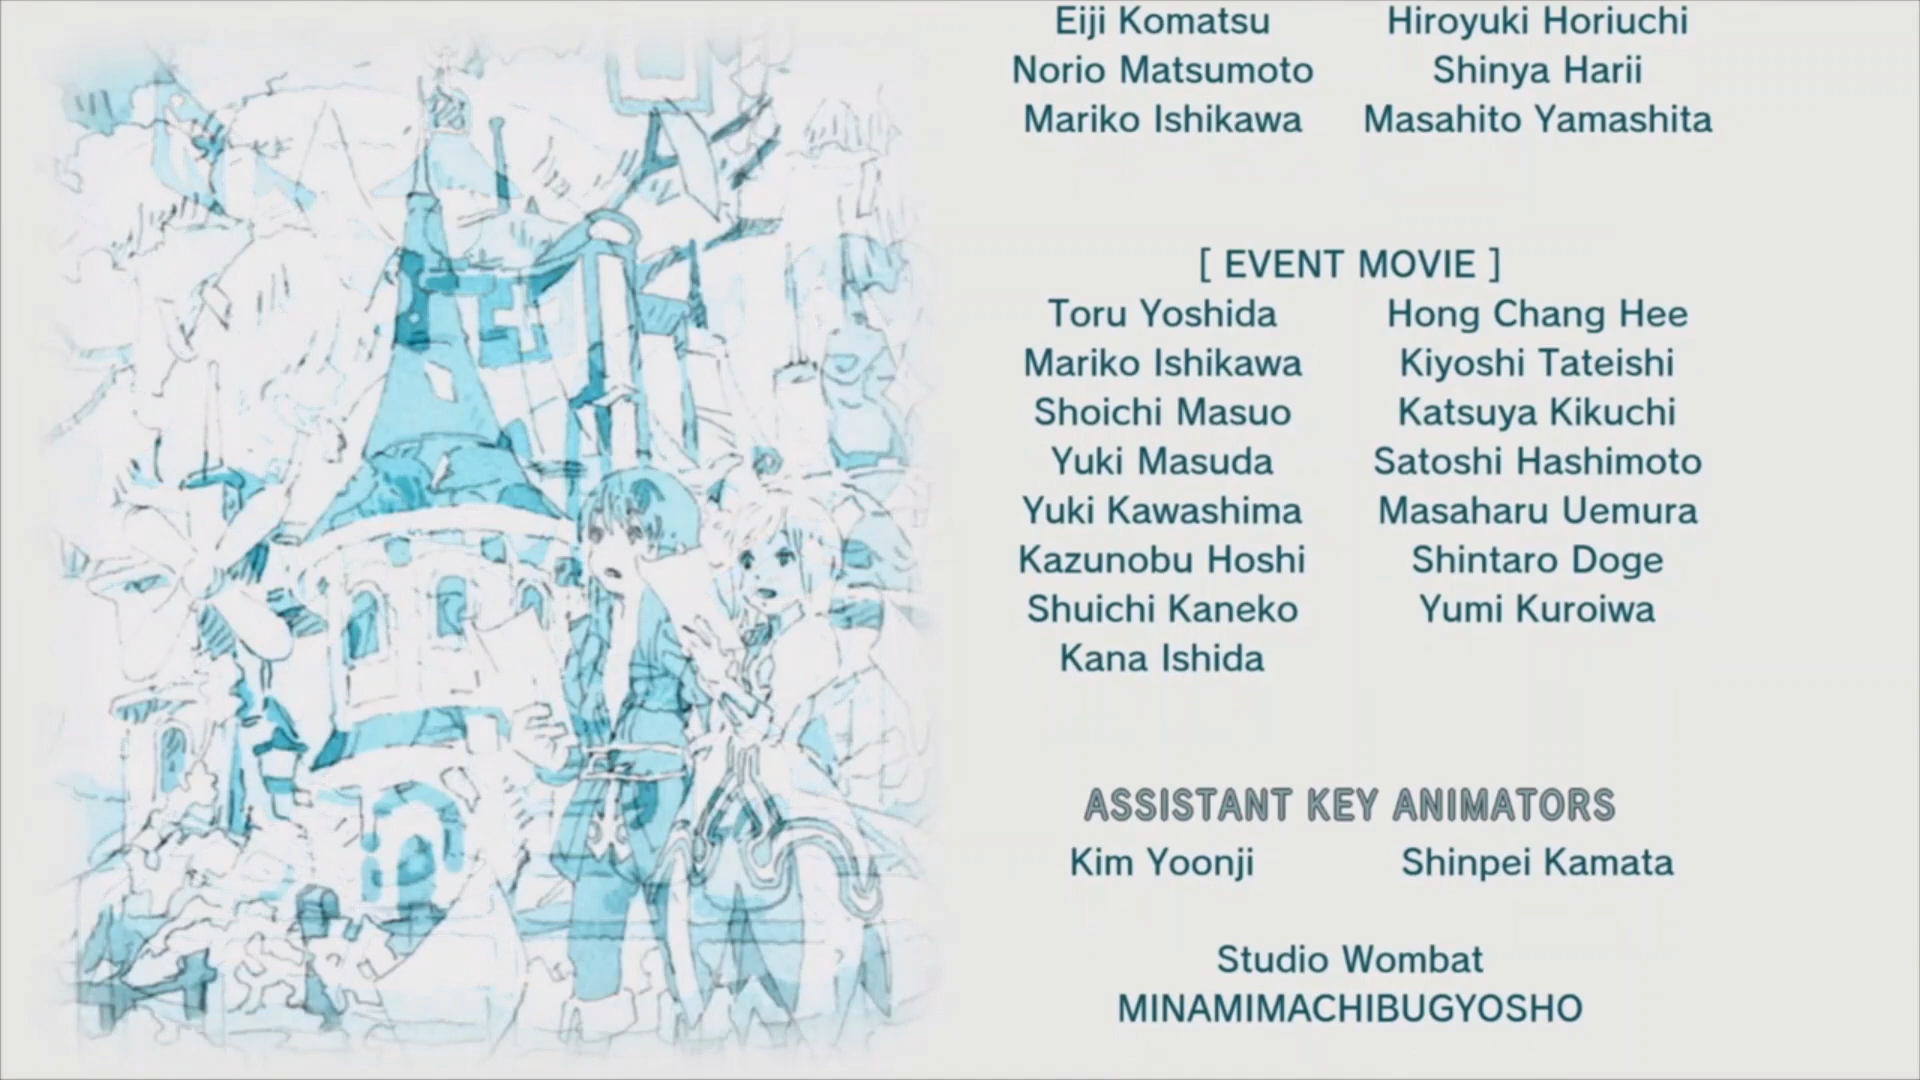 Eiji Komatsu Hiroyuki Horiuchi
Norio Matsumoto Shinya Harii
Mariko Ishikawa Masahito Yamashita
[ EVENT MOVIE ]
Toru Yoshida Hong Chang Hee
Mariko Ishikawa Kiyoshi Tateishi
Shoichi Masuo Katsuya Kikuchi
Yuki Masuda Satoshi Hashimoto
Yuki Kawashima Masaharu Uemura
Kazunobu Hoshi Shintaro Doge
Shuichi Kaneko Yumi Kuroiwa
Kana Ishida
ASSISTANT KEY ANIMATORS
Kim Yoonji Shinpei Kamata
Studio Wombat
MINAMIMACHIBUGYOSHO